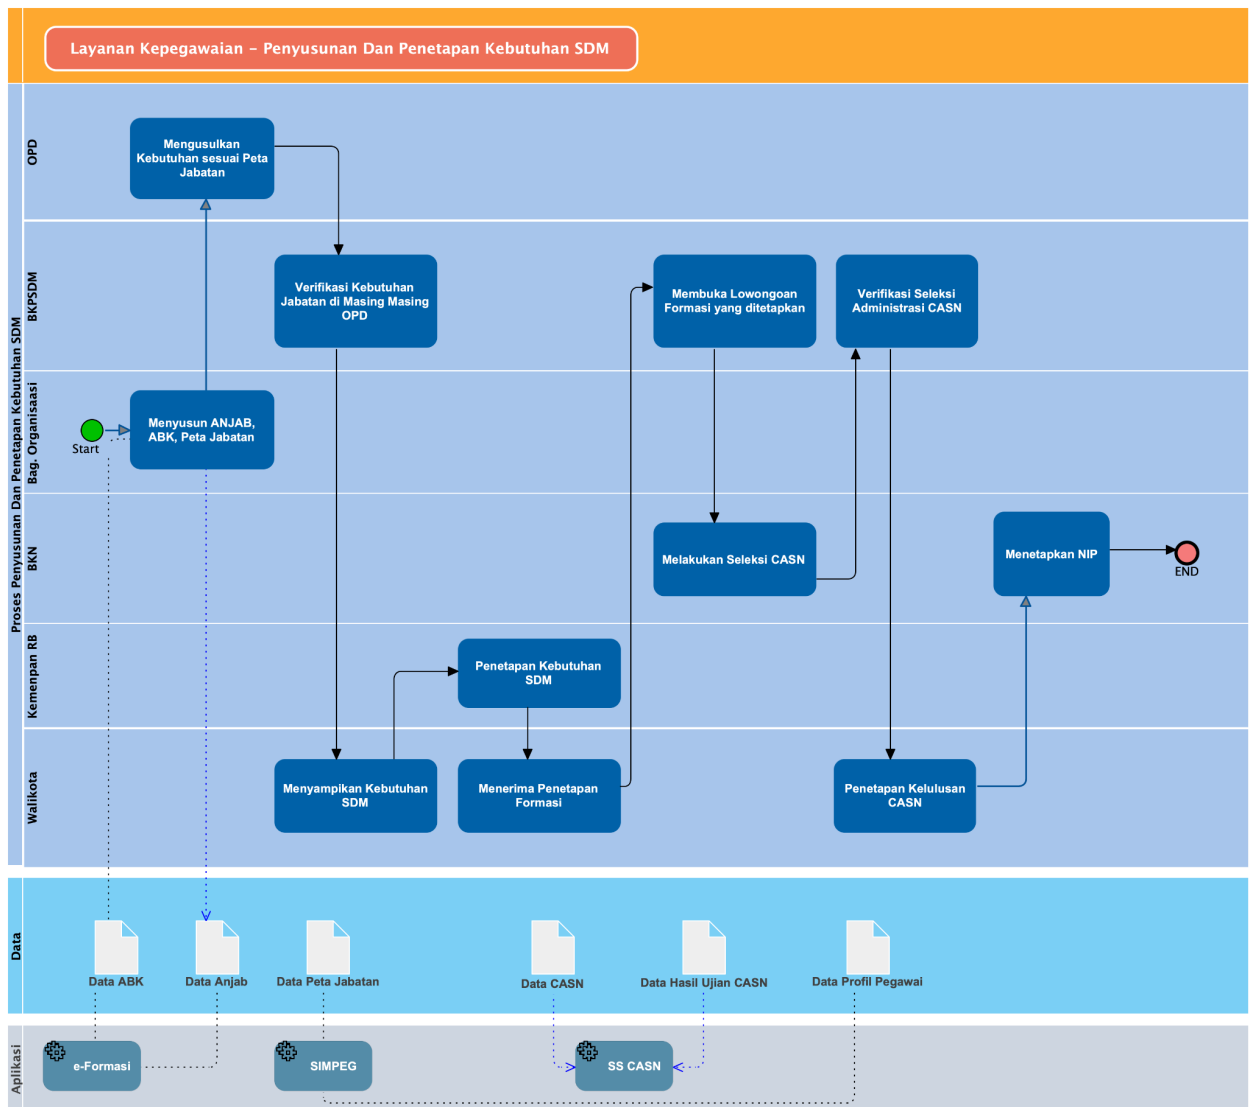 Layanan Kepegawaian – Penyusunan Dan Penetapan Kebutuhan SDM
Proses Penyusunan Dan Penetapan Kebutuhan SDM
OPD
Mengusulkan
Kebutuhan sesuai Peta
Jabatan
BKPSDM
Verifikasi Kebutuhan
Jabatan di Masing Masing
OPD
Membuka Lowongoan
Formasi yang ditetapkan
Verifikasi Seleksi
Administrasi CASN
Bag. Organisaasi
Start
Menyusun ANJAB,
ABK, Peta Jabatan
BKN
Melakukan Seleksi CASN
Menetapkan NIP
END
Kemenpan RB
Penetapan Kebutuhan
SDM
Walikota
Menyampikan Kebutuhan
SDM
Menerima Penetapan
Formasi
Penetapan Kelulusan
CASN
Data
Data ABK
Data Anjab
Data Peta Jabatan
Data CASN
Data Hasil Ujian CASN
Data Profil Pegawai
Aplikasi
e-Formasi
SIMPEG
SS CASN